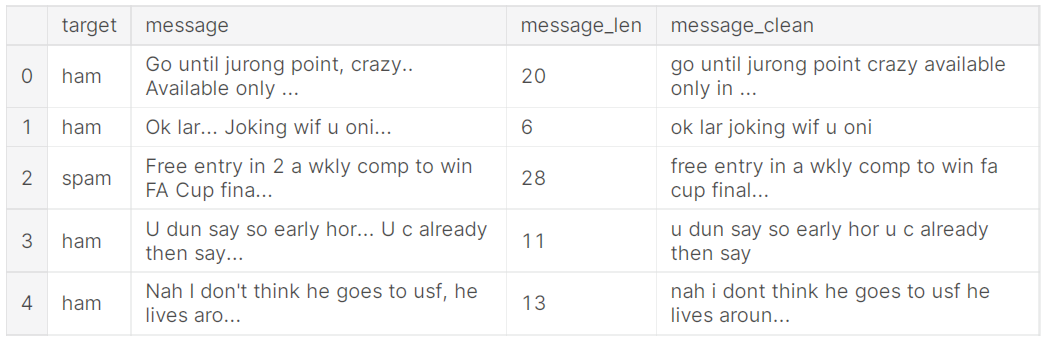 target message message_len message_clean
0 ham Go until jurong point, crazy.. Available only ... 20 go until jurong point crazy available only in ...
1 ham Ok lar... Joking wif u oni... 6 ok lar joking wif u oni
2 spam Free entry in 2 a wkly comp to win FA Cup fina... 28 free entry in a wkly comp to win fa cup final...
3 ham U dun say so early hor... U c already then say... 11 u dun say so early hor u c already then say
4 ham Nah I don't think he goes to usf, he lives aro... 13 nah i dont think he goes to usf he lives aroun...